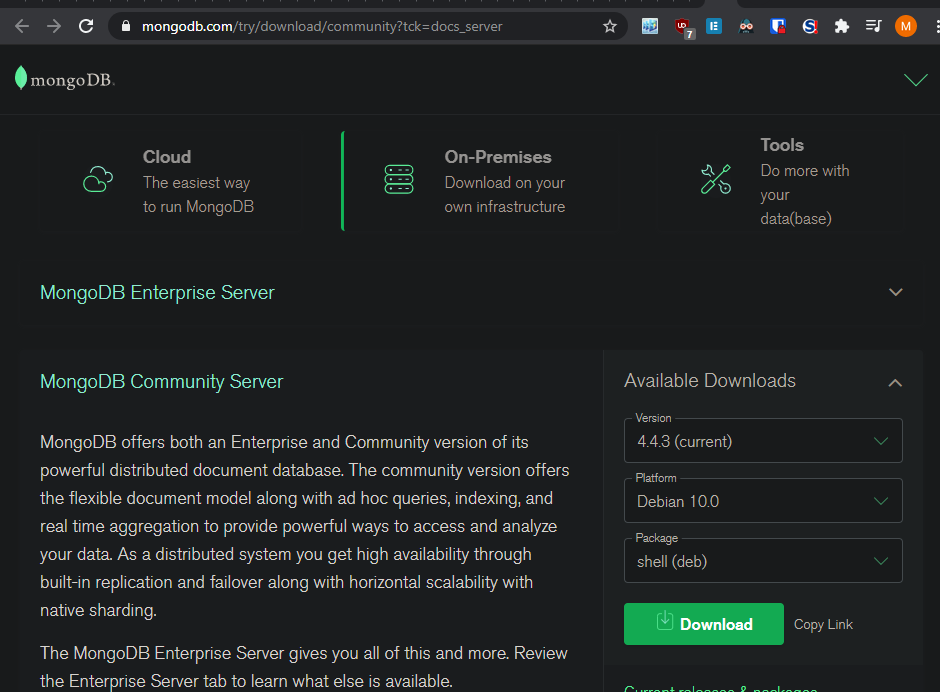 mongodb.com/try/download/community?tck=docs_server
UD
7
S
M
mongoDB.
Cloud
The easiest way
to run MongoDB
On-Premises
Download on your
own infrastructure
Tools
Do more with
your
data(base)
MongoDB Enterprise Server
MongoDB Community Server
MongoDB offers both an Enterprise and Community version of its
powerful distributed document database. The community version offers
the flexible document model along with ad hoc queries, indexing, and
real time aggregation to provide powerful ways to access and analyze
your data. As a distributed system you get high availability through
built-in replication and failover along with horizontal scalability with
native sharding.
The MongoDB Enterprise Server gives you all of this and more. Review
the Enterprise Server tab to learn what else is available.
Available Downloads
Version
4.4.3 (current)
Platform
Debian 10.0
Package
shell (deb)
Download
Copy Link
Current releases & packages